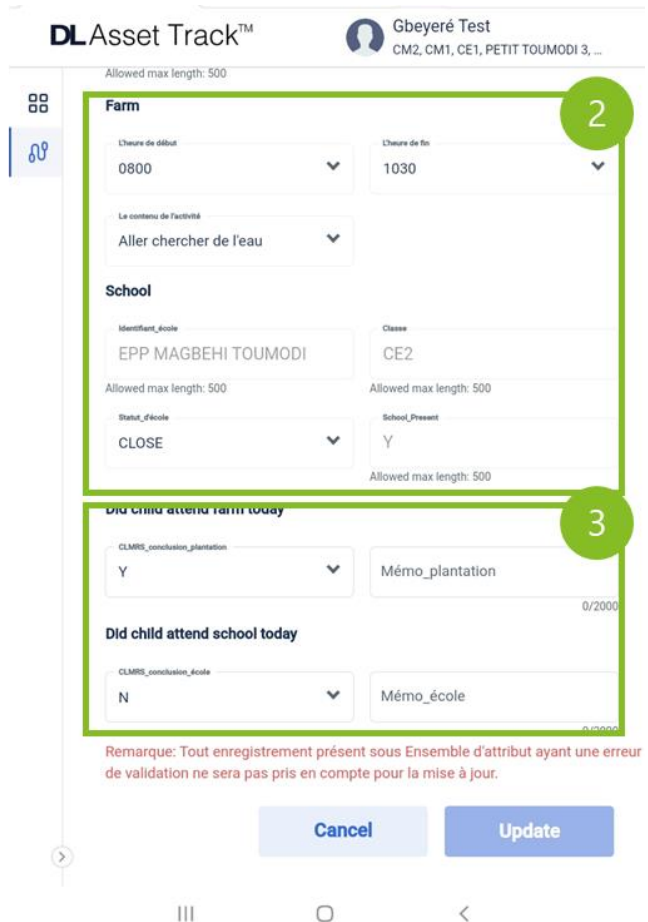 DL Asset Track™
Gbeyeré Test
CM2, CM1, CE1, PETIT TOUMODI 3, ...
Allowed max length: 500
Farm
2
L'heure de début
L'heure de fin
0800
1030
Le contenu de l'activité
Aller chercher de l'eau
School
Identifiant_école
Classe
EPP MAGBEHI TOUMODI
CE2
Allowed max length: 500
Allowed max length: 500
Statut_d'école
School_Present
CLOSE
Y
Allowed max length: 500
3
Did child attend farm today
CLMRS_conclusion_plantation
Y
Mémo_plantation
0/2000
Did child attend school today
CLMRS_conclusion_école
N
Mémo_école
0/2000
Remarque: Tout enregistrement présent sous Ensemble d'attribut ayant une erreur
de validation ne sera pas pris en compte pour la mise à jour.
Cancel
Update